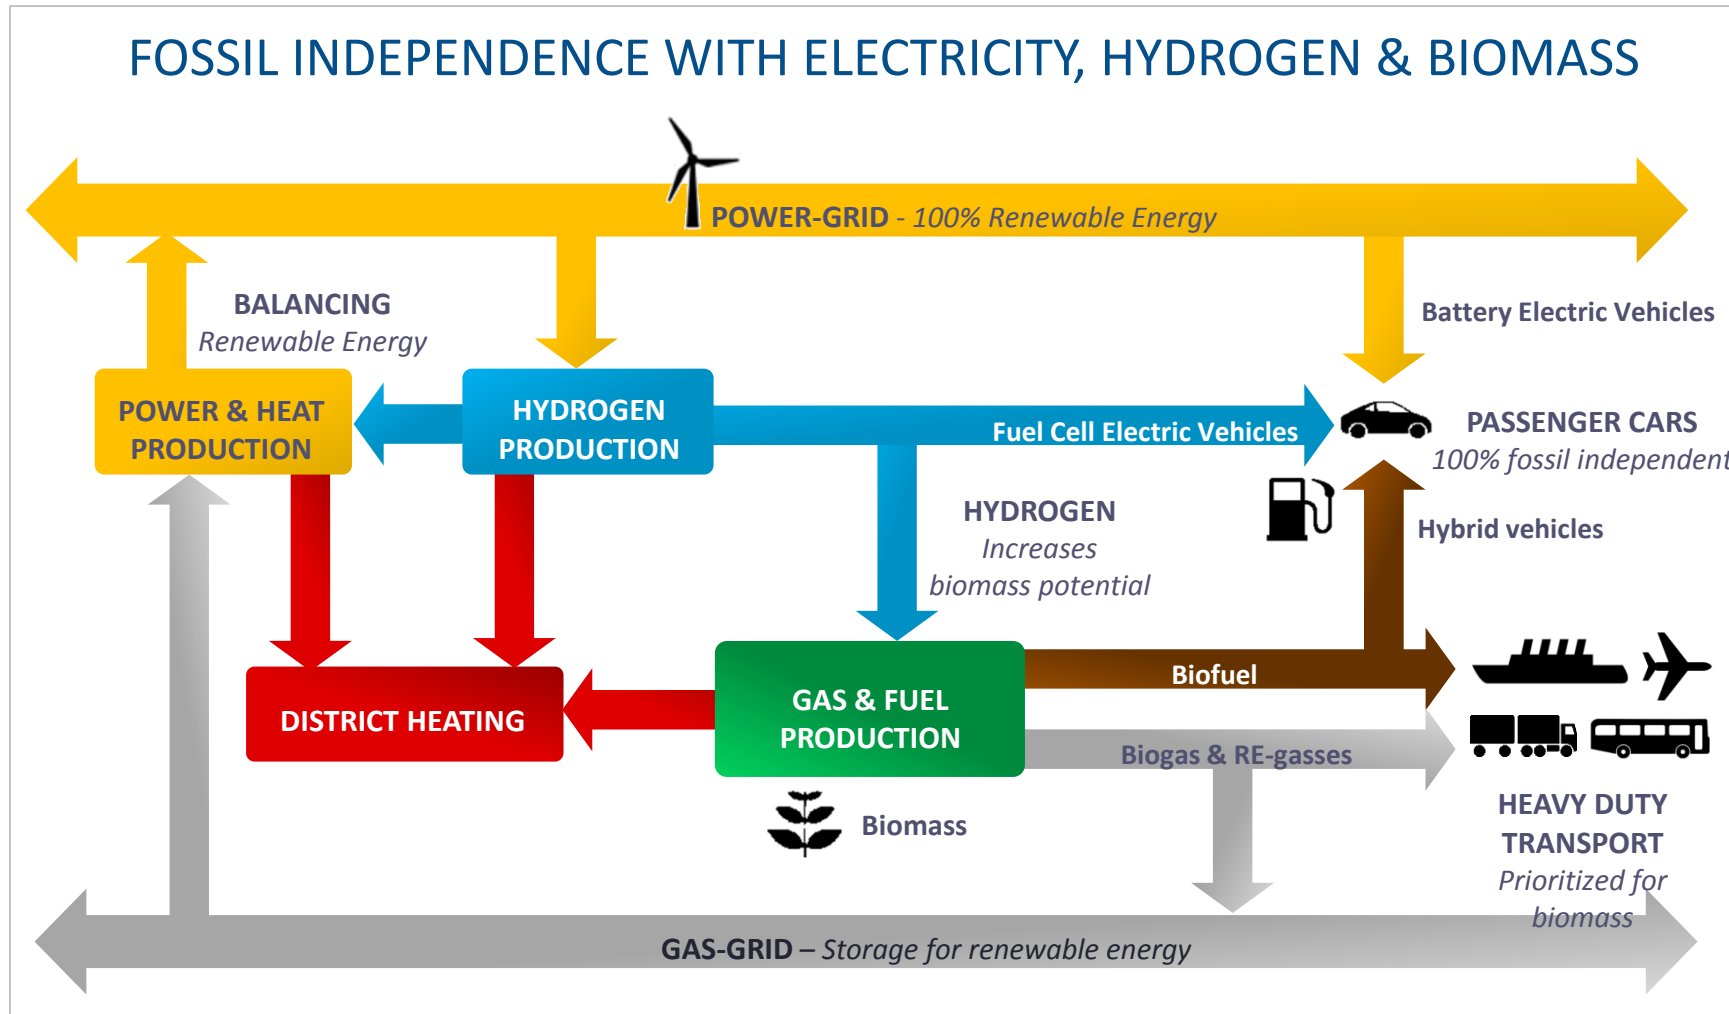 FOSSIL INDEPENDENCE WITH ELECTRICITY, HYDROGEN & BIOMASS
POWER-GRID - 100% Renewable Energy
BALANCING
Renewable Energy
Battery Electric Vehicles
POWER & HEAT
PRODUCTION
HYDROGEN
PRODUCTION
Fuel Cell Electric Vehicles
PASSENGER CARS
100% fossil independent
HYDROGEN
Increases
biomass potential
Hybrid vehicles
DISTRICT HEATING
GAS & FUEL
PRODUCTION
Biofuel
Biogas & RE-gasses
Biomass
HEAVY DUTY
TRANSPORT
Prioritized for
biomass
GAS-GRID – Storage for renewable energy